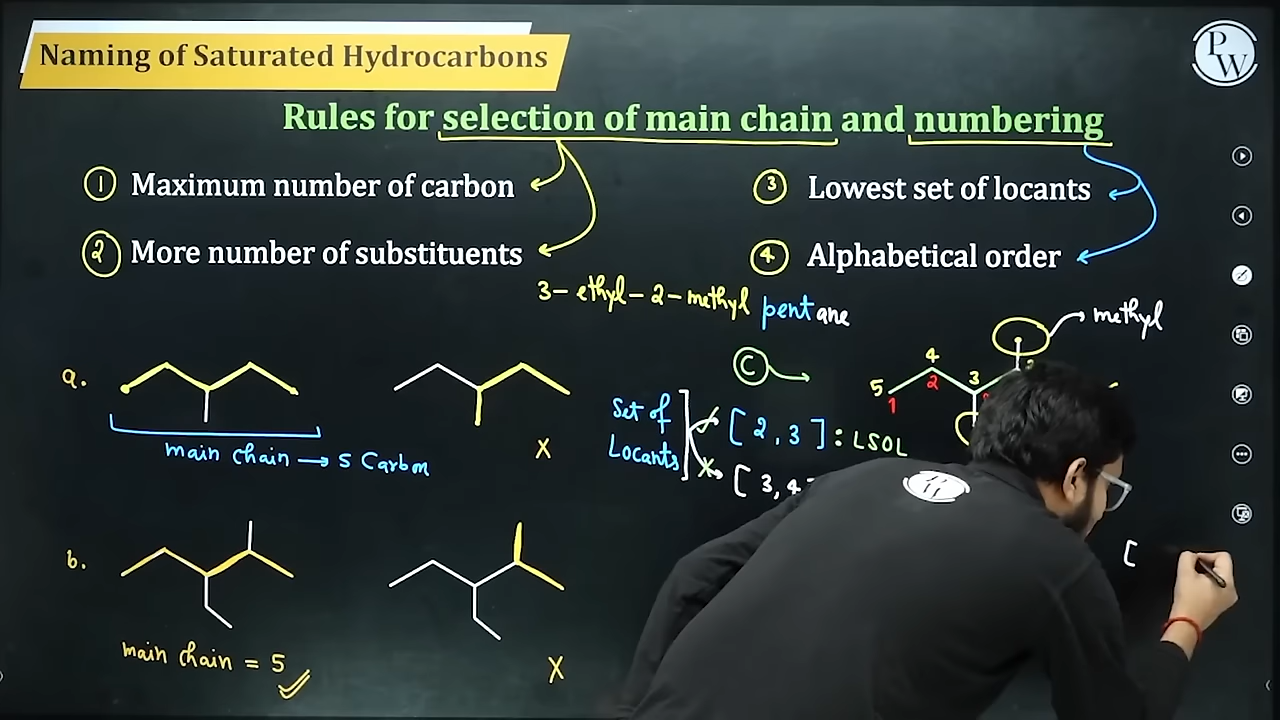 Naming of Saturated Hydrocarbons
PW
Rules for selection of main chain and numbering
1 Maximum number of carbon
3 Lowest set of locants
2 More number of substituents
4 Alphabetical order
3-ethyl-2-methyl pentane
methyl
C
a.
5 4 3
1 2
Set of
Locants
[2, 3] : LSOL
X [3, 4
main chain → 5 Carbon
X
[
b.
main chain = 5
X